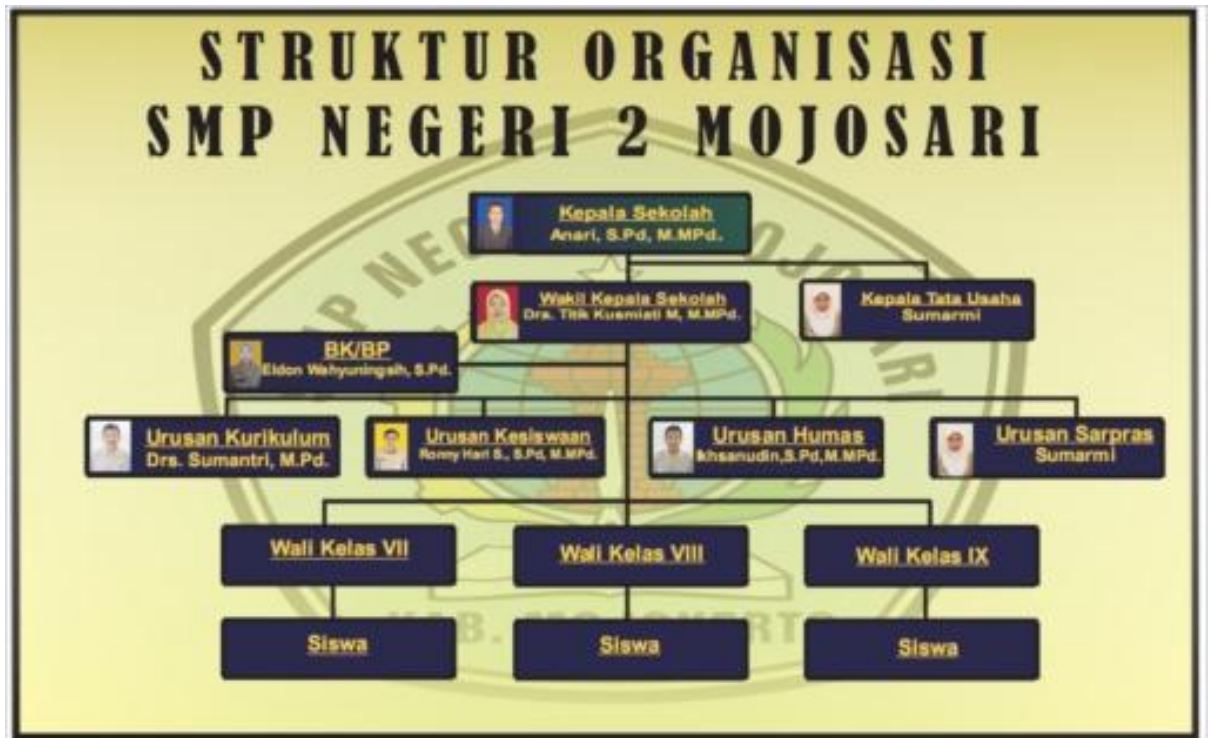 STRUKTUR ORGANISASI
SMP NEGERI 2 MOJOSARI
Kepala Sekolah
Anari, S.Pd, M.MPd.
Wakil Kepala Sekolah
Dra. Titik Kusmiati M, M.MPd.
Kepala Tata Usaha
Sumarmi
BK/BP
Eldon Wahyuningsih, S.Pd.
Urusan Kurikulum
Drs. Sumantri, M.Pd.
Urusan Kesiswaan
Ronny Hari S., S.Pd, M.MPd.
Urusan Humas
Ikhsanudin,S.Pd,M.MPd.
Urusan Sarpras
Sumarmi
Wali Kelas VII
Wali Kelas VIII
Wali Kelas IX
Siswa
Siswa
Siswa